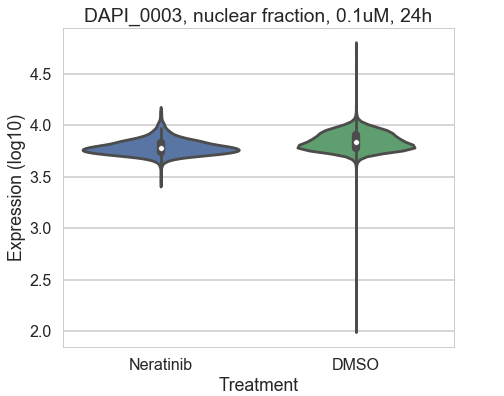 DAPI_0003, nuclear fraction, 0.1uM, 24h
Expression (log10)
4.5
4.0
3.5
3.0
2.5
2.0
Neratinib DMSO
Treatment